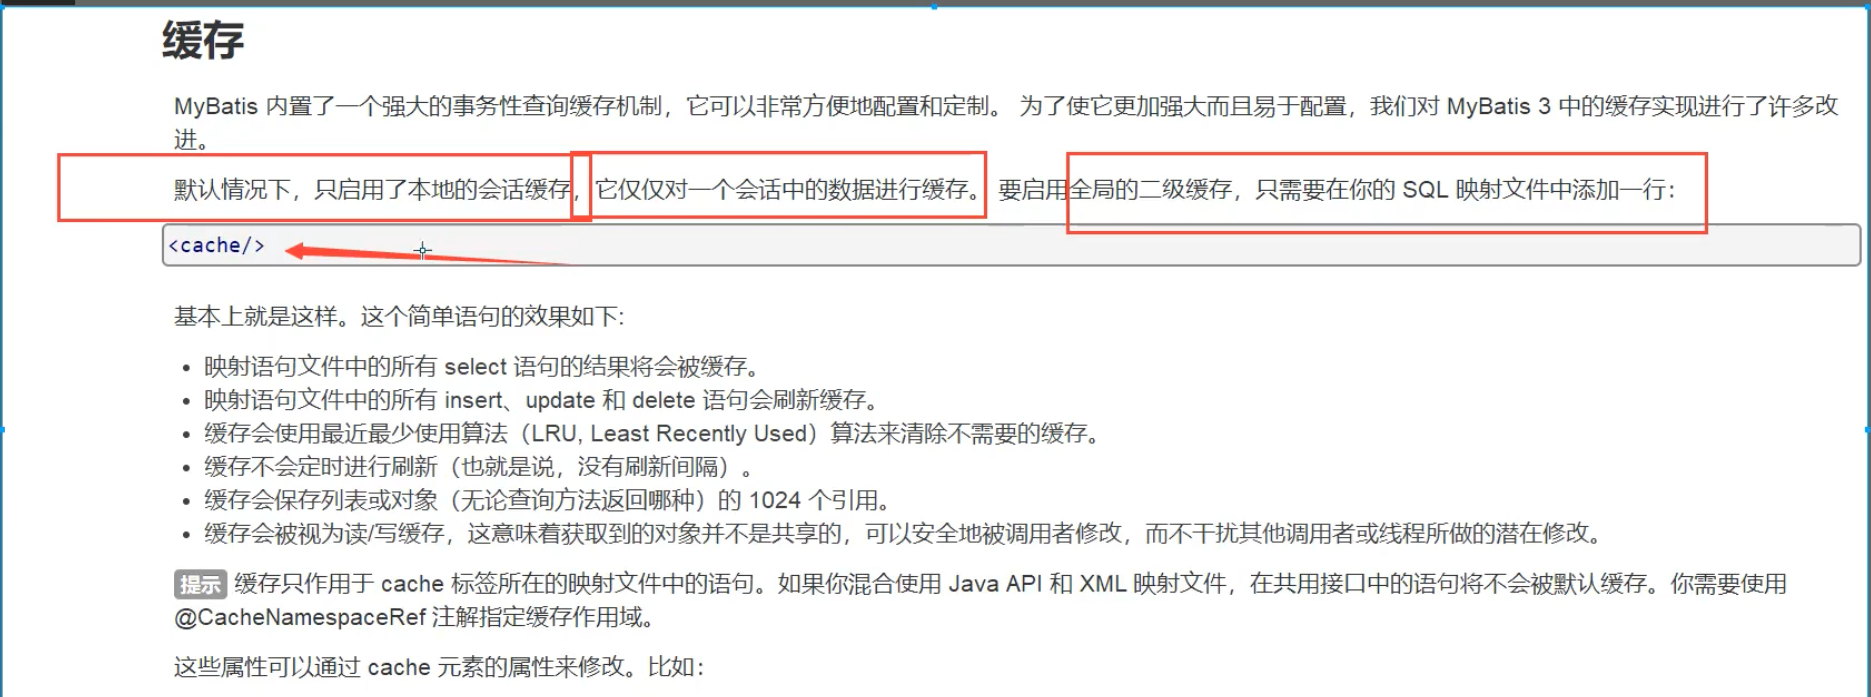 缓存
MyBatis 内置了一个强大的事务性查询缓存机制，它可以非常方便地配置和定制。 为了使它更加强大而且易于配置，我们对 MyBatis 3 中的缓存实现进行了许多改
进。
默认情况下，只启用了本地的会话缓存，它仅仅对一个会话中的数据进行缓存。 要启用全局的二级缓存，只需要在你的 SQL 映射文件中添加一行：
<cache/>
基本上就是这样。这个简单语句的效果如下:
• 映射语句文件中的所有 select 语句的结果将会被缓存。
• 映射语句文件中的所有 insert、update 和 delete 语句会刷新缓存。
• 缓存会使用最近最少使用算法（LRU, Least Recently Used）算法来清除不需要的缓存。
• 缓存不会定时进行刷新（也就是说，没有刷新间隔）。
• 缓存会保存列表或对象（无论查询方法返回哪种）的 1024 个引用。
• 缓存会被视为读/写缓存，这意味着获取到的对象并不是共享的，可以安全地被调用者修改，而不干扰其他调用者或线程所做的潜在修改。
提示 缓存只作用于 cache 标签所在的映射文件中的语句。如果你混合使用 Java API 和 XML 映射文件，在共用接口中的语句将不会被默认缓存。你需要使用
@CacheNamespaceRef 注解指定缓存作用域。
这些属性可以通过 cache 元素的属性来修改。比如：